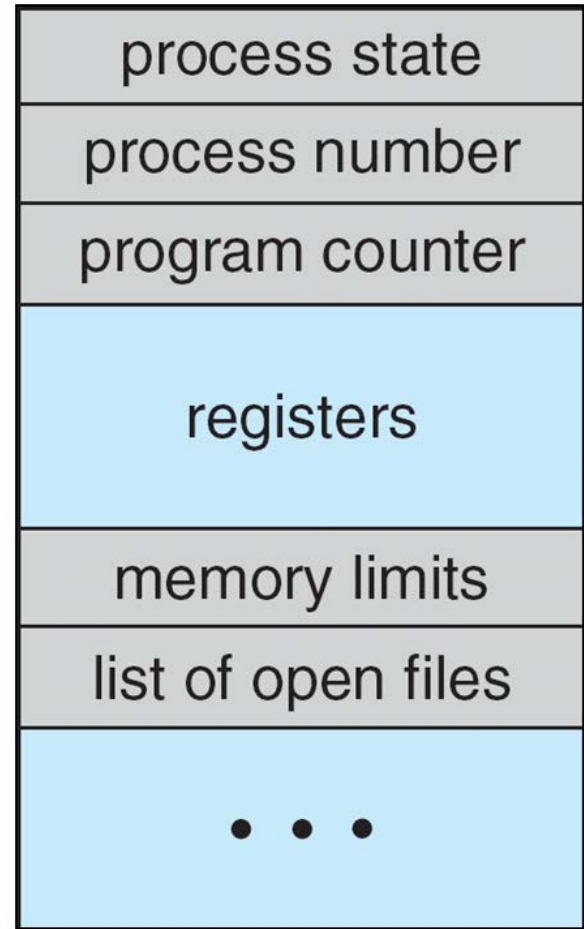 process state
process number
program counter
registers
memory limits
list of open files
• • •